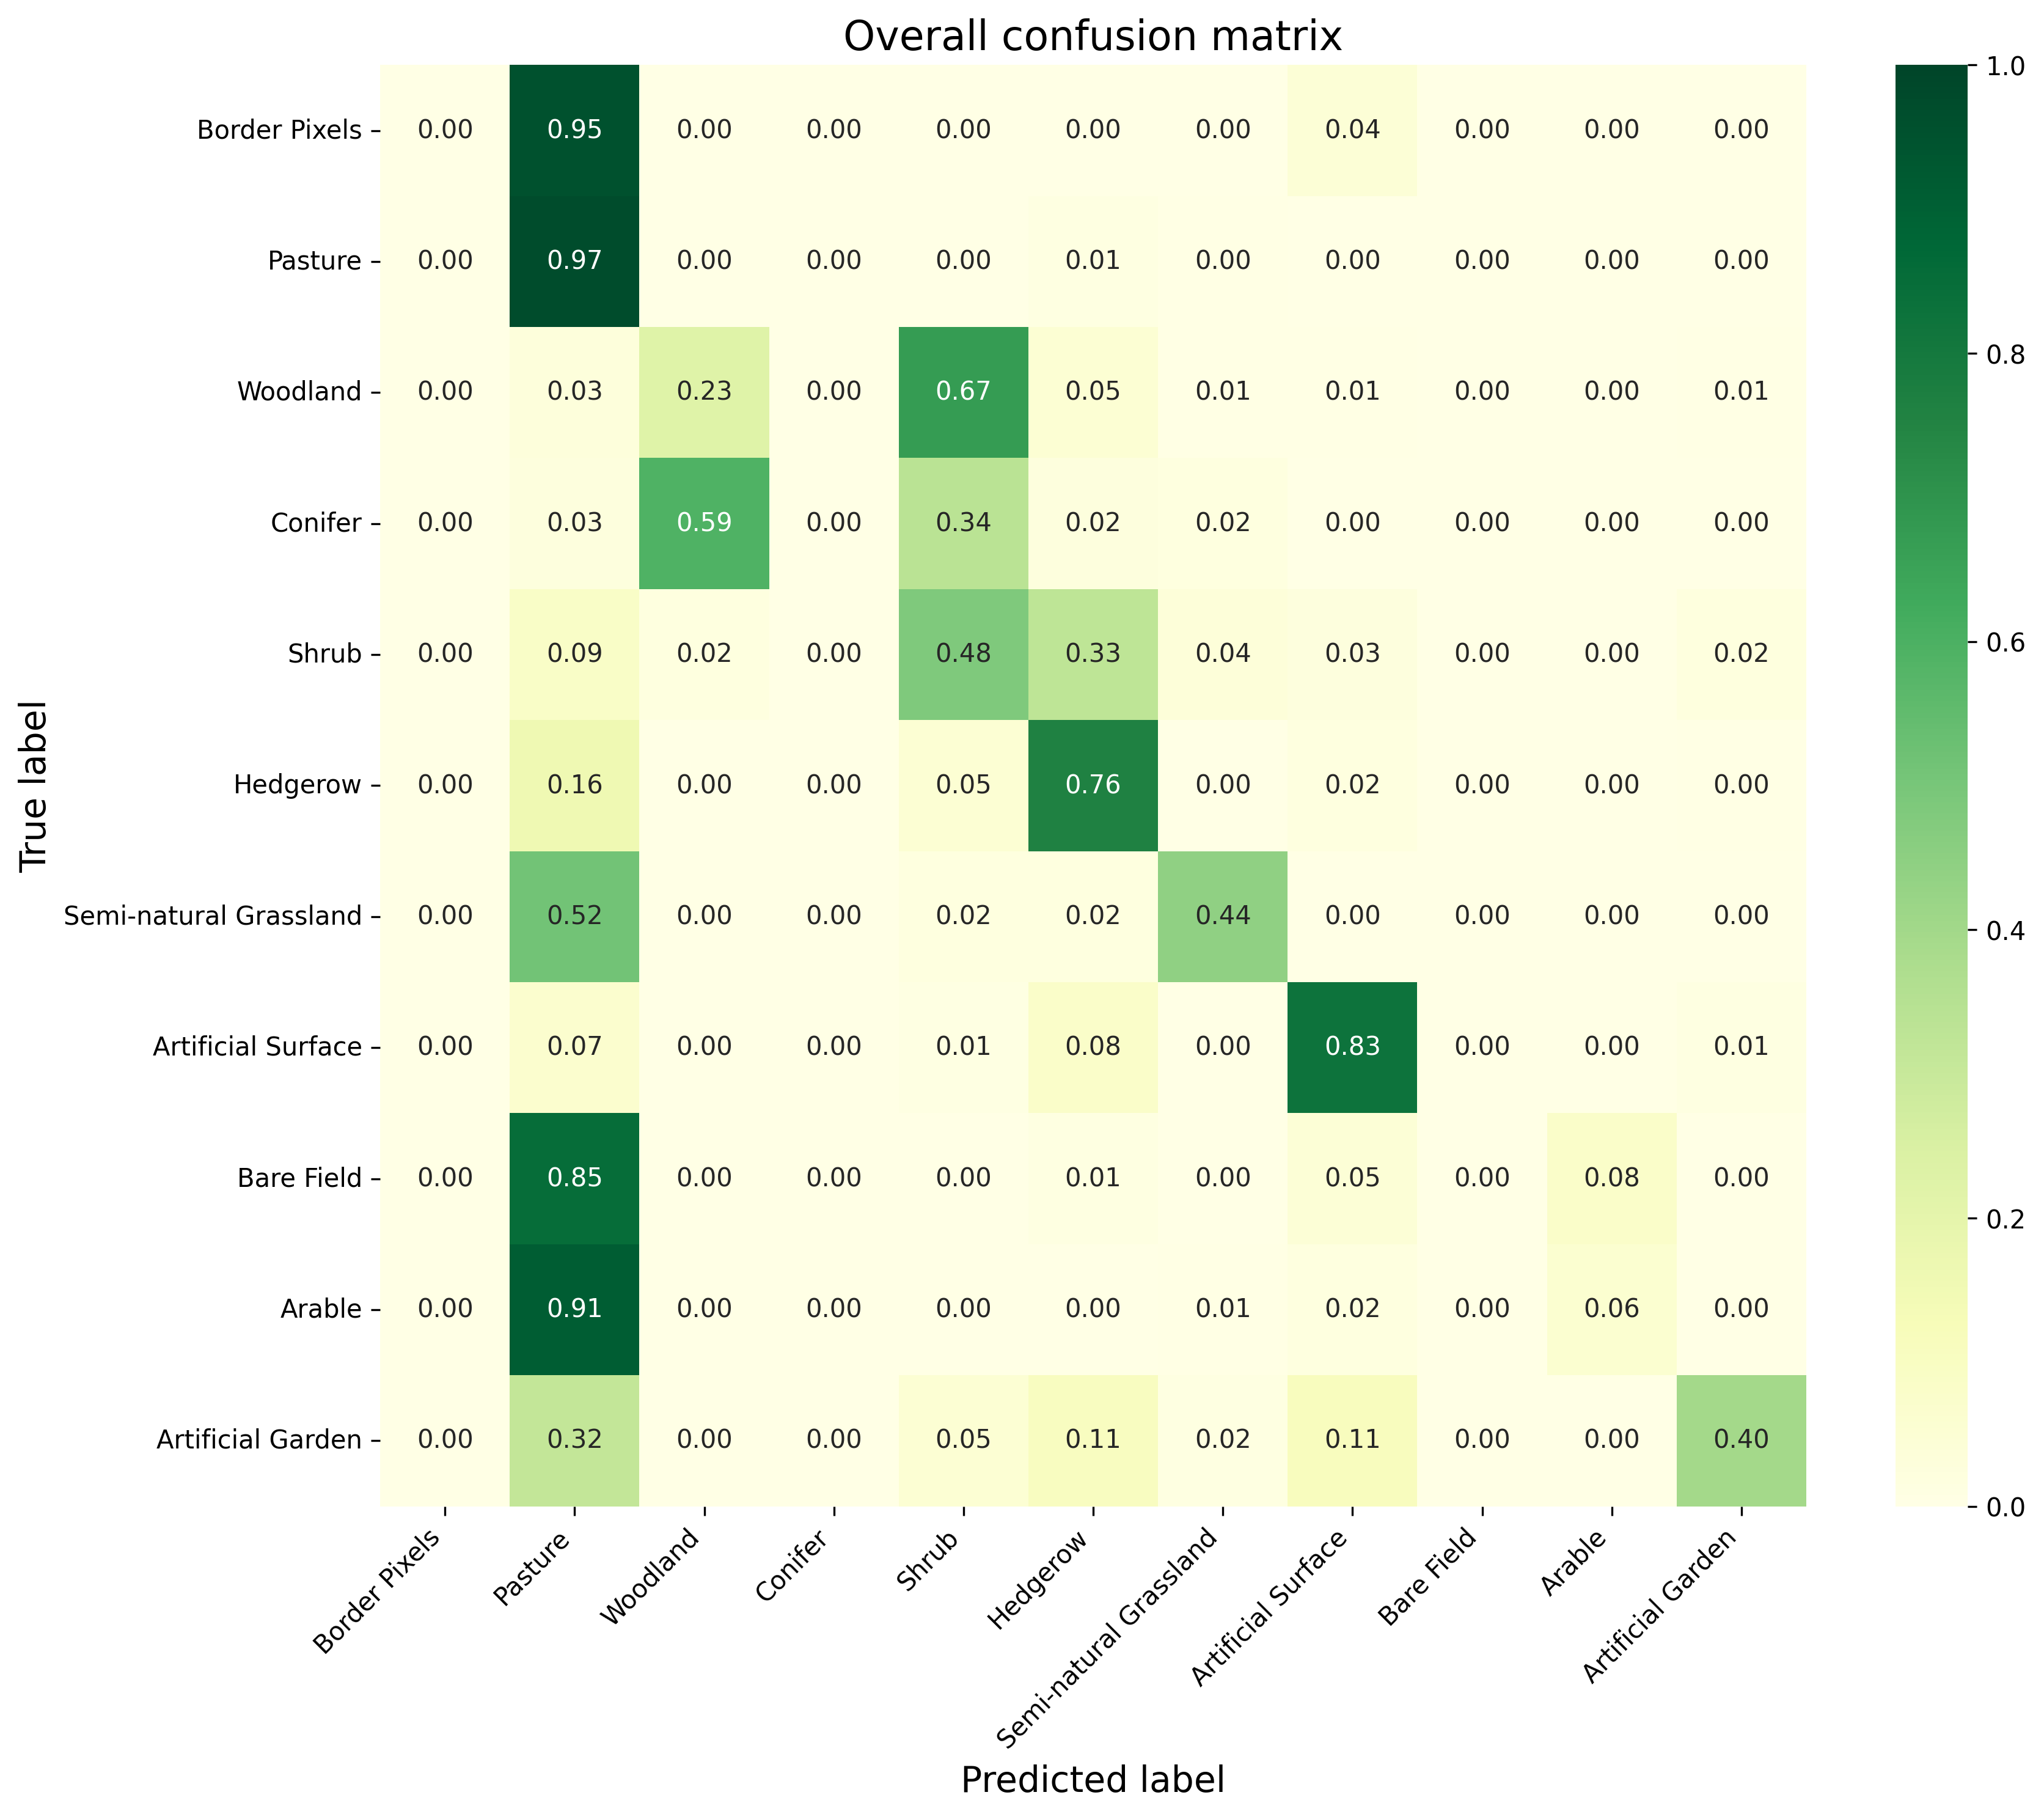 Overall confusion matrix
True label
Border Pixels 0.00 0.95 0.00 0.00 0.00 0.00 0.00 0.04 0.00 0.00 0.00
Pasture 0.00 0.97 0.00 0.00 0.00 0.01 0.00 0.00 0.00 0.00 0.00
Woodland 0.00 0.03 0.23 0.00 0.67 0.05 0.01 0.01 0.00 0.00 0.01
Conifer 0.00 0.03 0.59 0.00 0.34 0.02 0.02 0.00 0.00 0.00 0.00
Shrub 0.00 0.09 0.02 0.00 0.48 0.33 0.04 0.03 0.00 0.00 0.02
Hedgerow 0.00 0.16 0.00 0.00 0.05 0.76 0.00 0.02 0.00 0.00 0.00
Semi-natural Grassland 0.00 0.52 0.00 0.00 0.02 0.02 0.44 0.00 0.00 0.00 0.00
Artificial Surface 0.00 0.07 0.00 0.00 0.01 0.08 0.00 0.83 0.00 0.00 0.01
Bare Field 0.00 0.85 0.00 0.00 0.00 0.01 0.00 0.05 0.00 0.08 0.00
Arable 0.00 0.91 0.00 0.00 0.00 0.00 0.01 0.02 0.00 0.06 0.00
Artificial Garden 0.00 0.32 0.00 0.00 0.05 0.11 0.02 0.11 0.00 0.00 0.40
Border Pixels
Pasture
Woodland
Conifer
Shrub
Hedgerow
Semi-natural Grassland
Artificial Surface
Bare Field
Arable
Artificial Garden
Predicted label
1.0
0.8
0.6
0.4
0.2
0.0